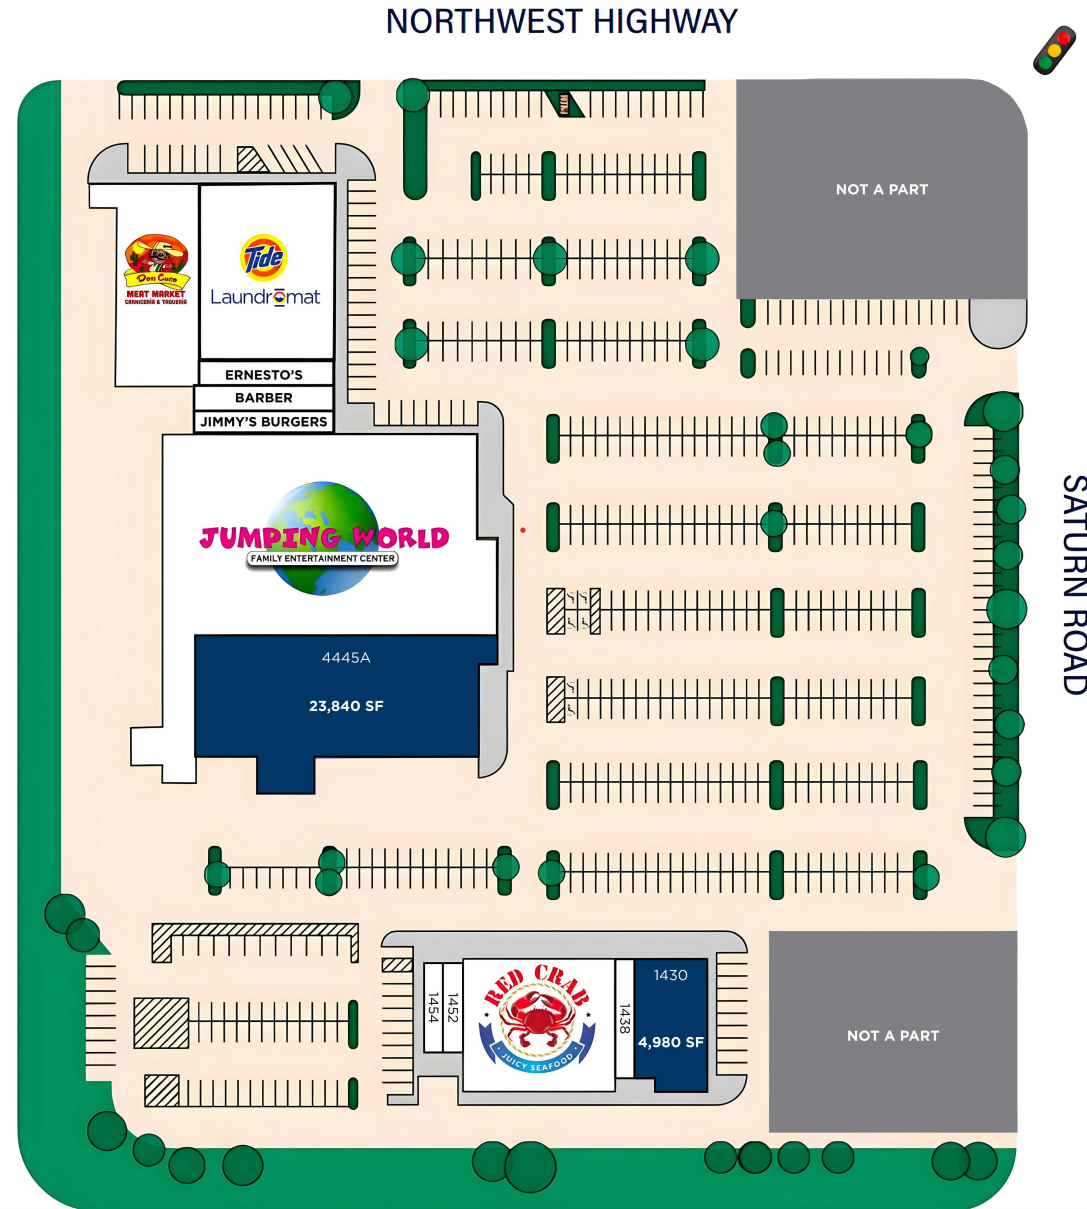 NORTHWEST HIGHWAY
NOT A PART
Don Cuco
MEAT MARKET
CARNICERÍA & TAQUERIA
Tide
Laundromat
ERNESTO'S
BARBER
JIMMY'S BURGERS
JUMPING WORLD
FAMILY ENTERTAINMENT CENTER
SATURN ROAD
4445A
23,840 SF
1454
1452
RED CRAB
JUICY SEAFOOD
1438
1430
4,980 SF
NOT A PART